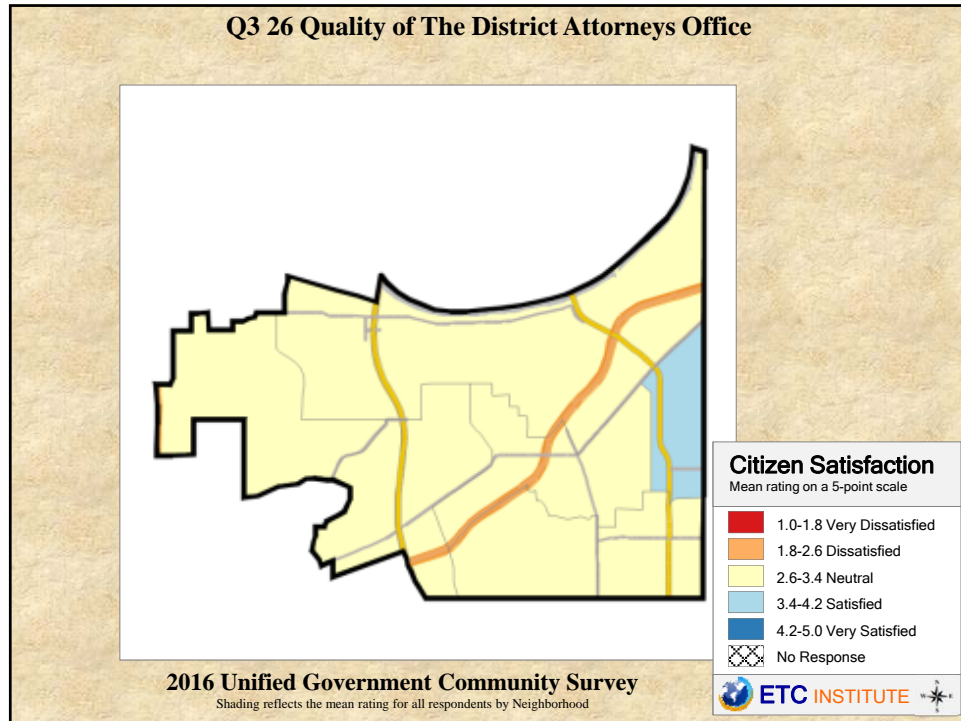 Q3 26 Quality of The District Attorneys Office
Citizen Satisfaction
Mean rating on a 5-point scale
1.0-1.8 Very Dissatisfied
1.8-2.6 Dissatisfied
2.6-3.4 Neutral
3.4-4.2 Satisfied
4.2-5.0 Very Satisfied
No Response
2016 Unified Government Community Survey
Shading reflects the mean rating for all respondents by Neighborhood
ETC INSTITUTE
N
W E
S